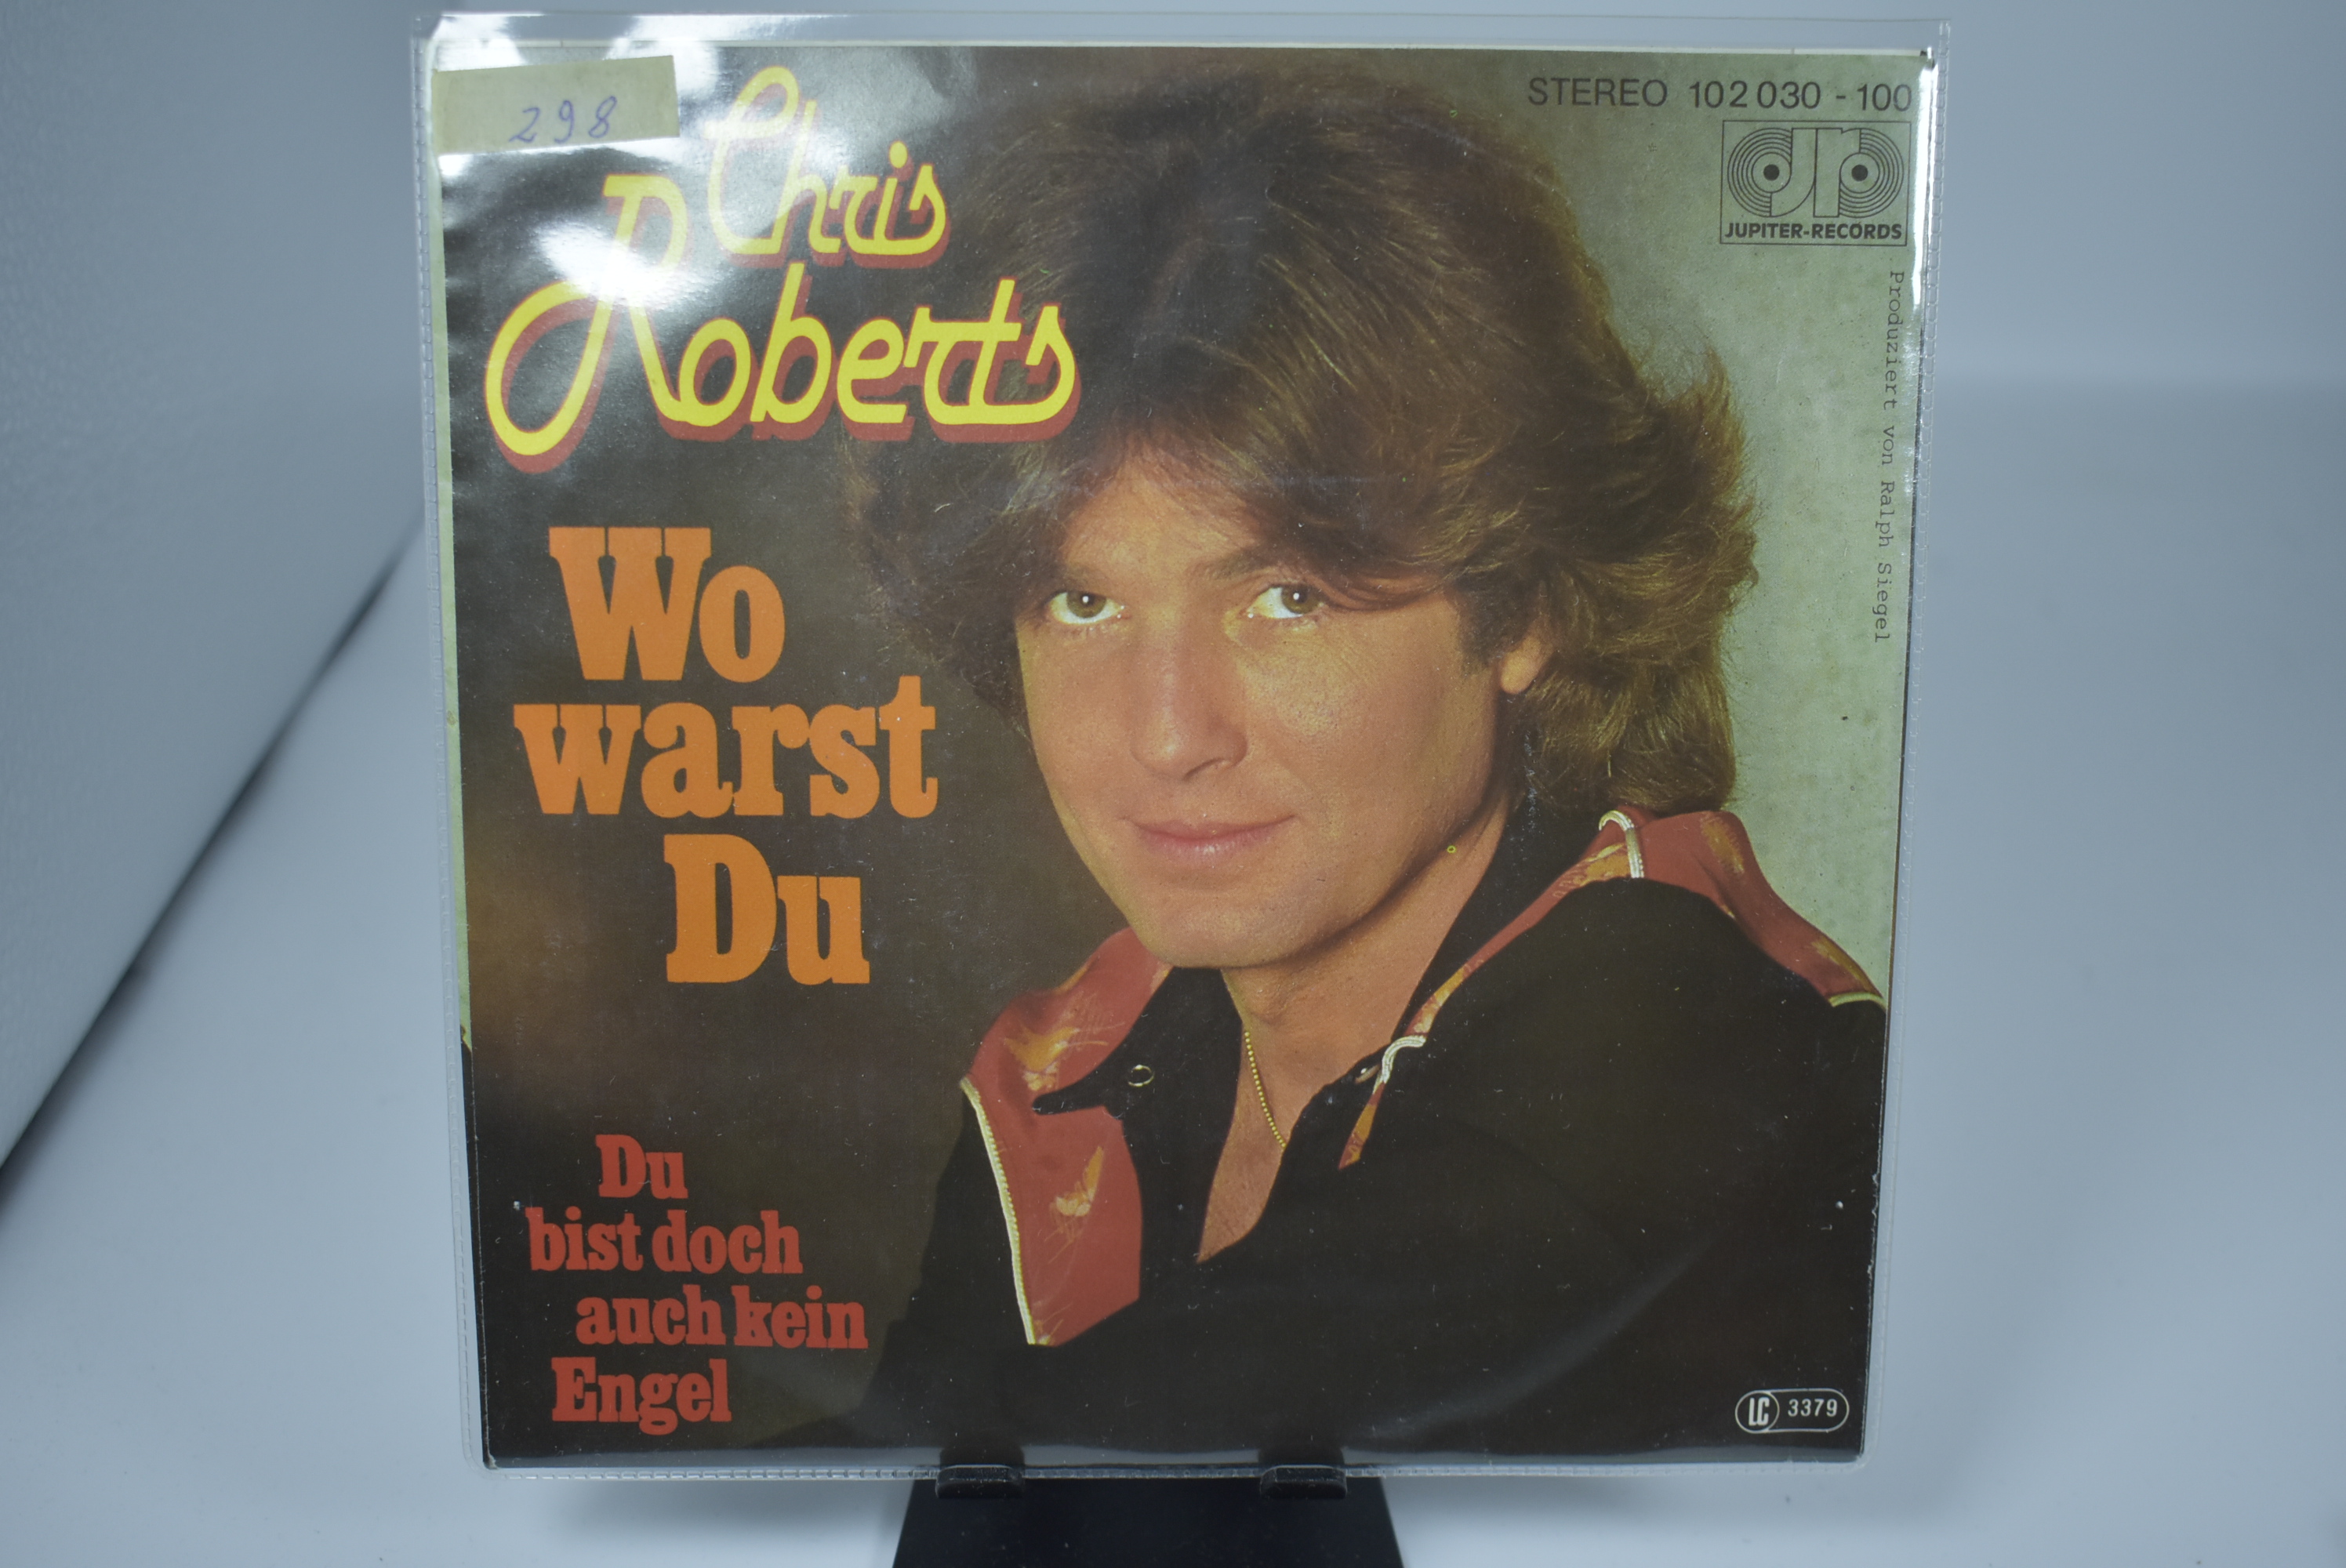 298
Chris
Roberts
STEREO 102 030 - 100
jr
JUPITER-RECORDS
Produziert von Ralph Siegel
Wo
warst
Du
Du
bist doch
auch kein
Engel
LC 3379